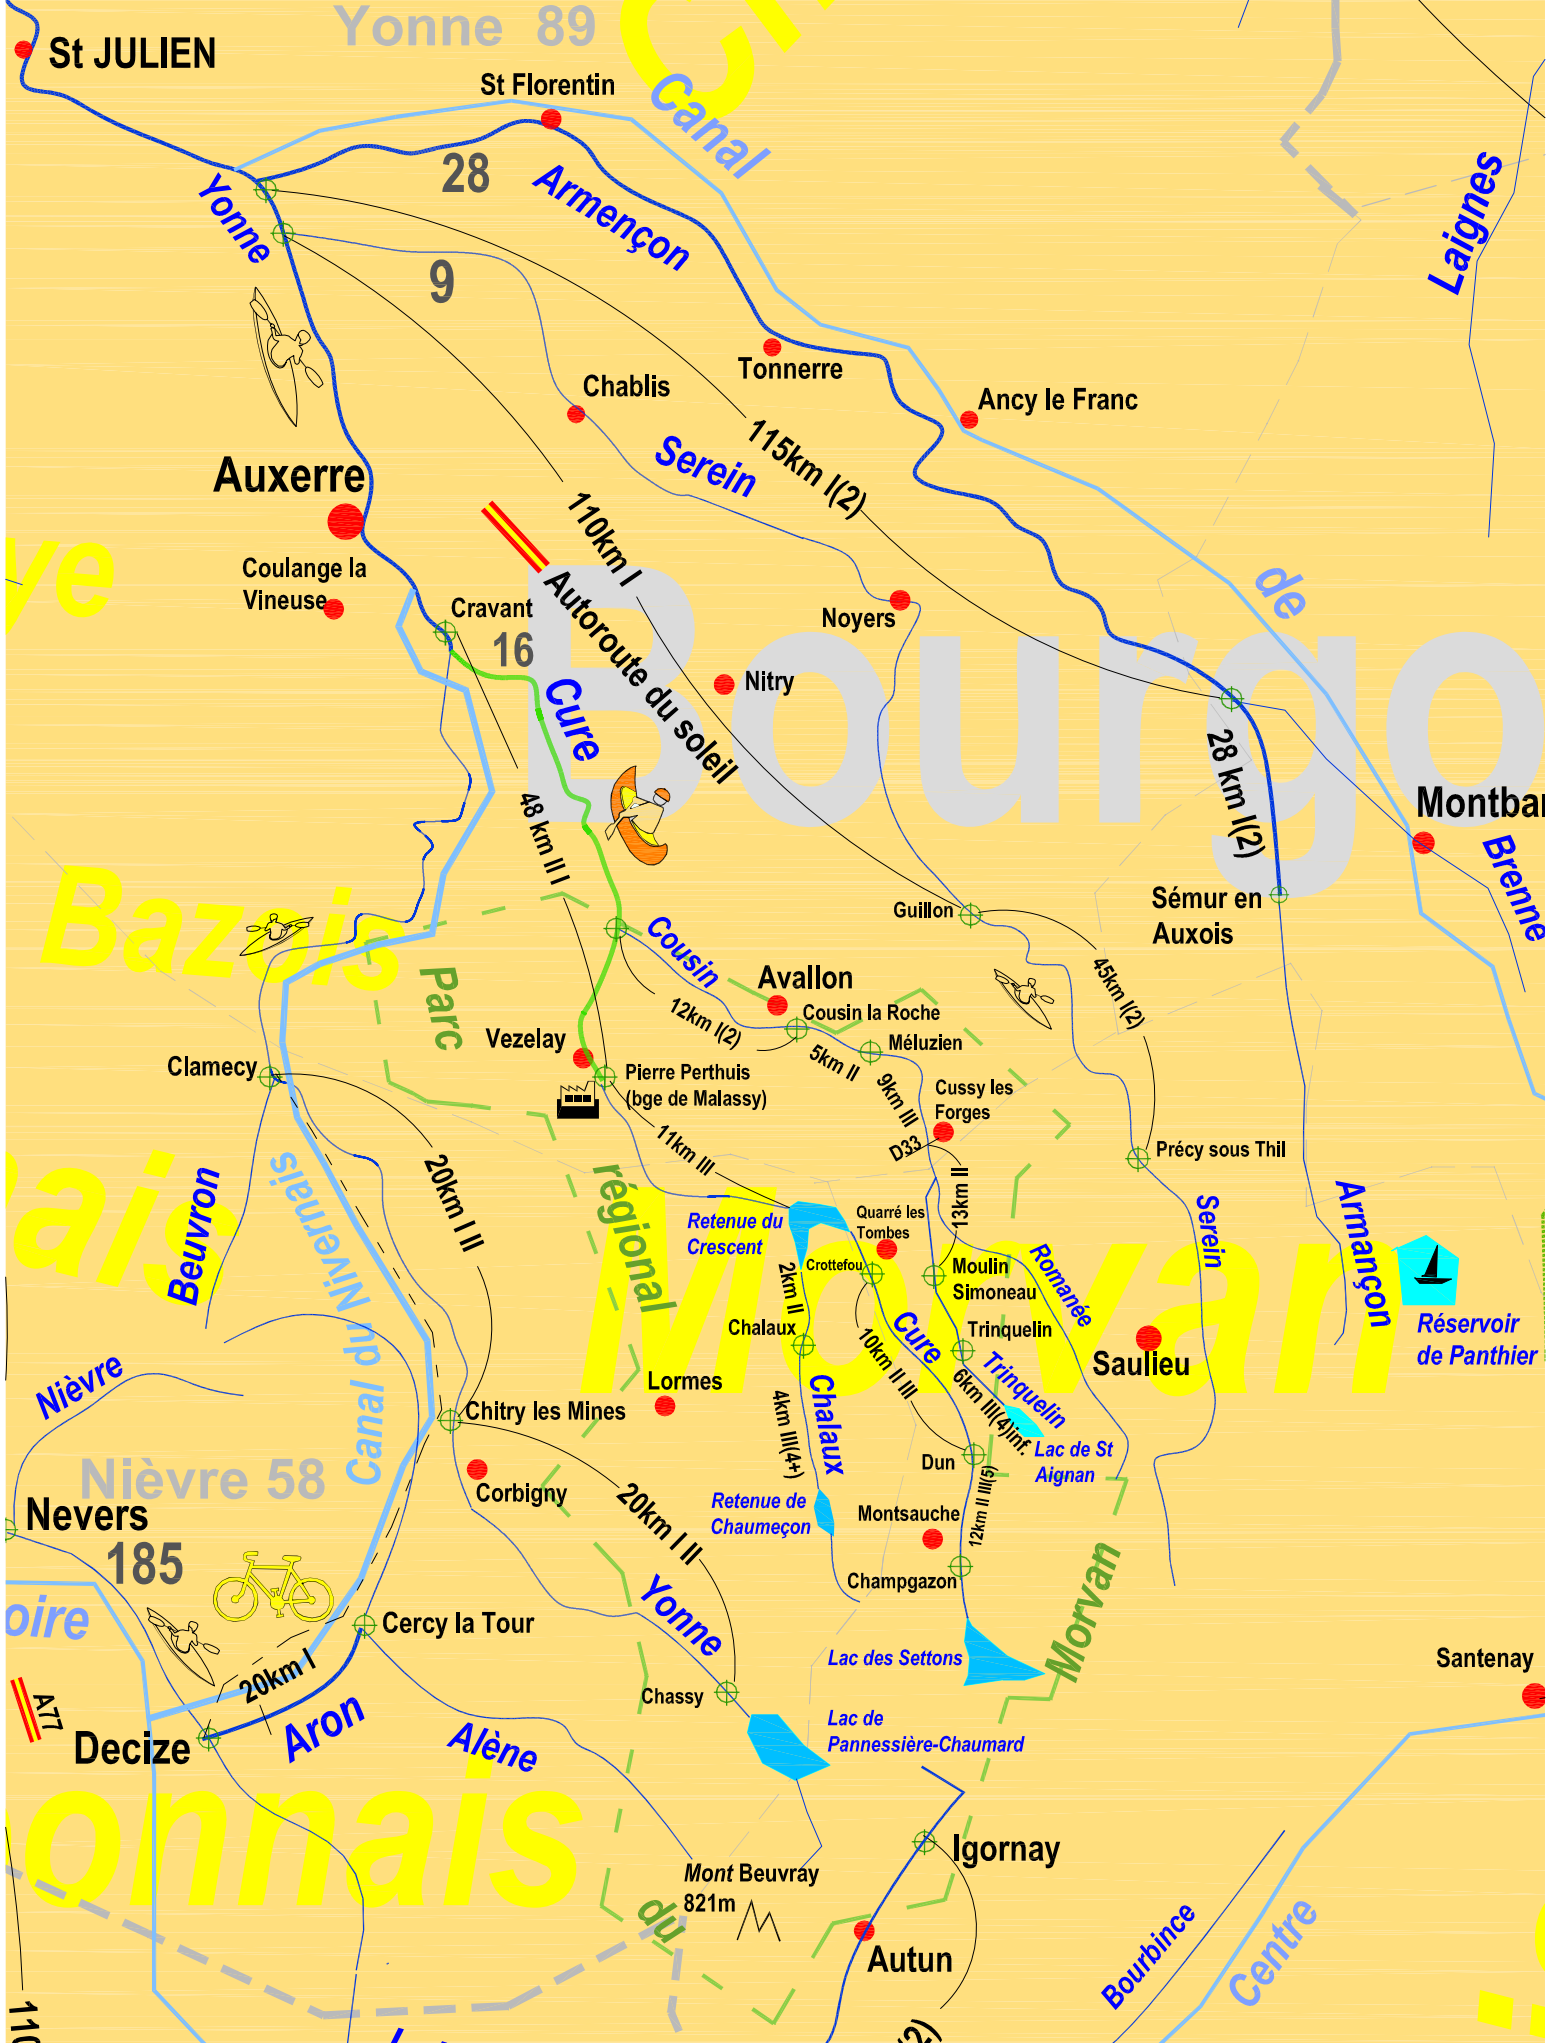 Yonne 89
St JULIEN
St Florentin
Canal
28
Armençon
Yonne
Laignes
9
Tonnerre
Chablis
Ancy le Franc
115km I(2)
Serein
Auxerre
110km I
Coulange la
Vineuse
de
Autoroute du soleil
Cravant
16
Noyers
Bourgo
Nitry
Cure
28 km I(2)
Montbar
48 km II I
Brenne
Bazois
Sémur en
Auxois
Guillon
Cousin
Parc
Avallon
45km I(2)
12km I(2)
Cousin la Roche
Vezelay
Méluzien
5km II
Clamecy
Pierre Perthuis
(bge de Malassy)
9km III
Cussy les
Forges
D33
11km III
Précy sous Thil
20km I II
Beuvron
Canal du Nivernais
régional
13km II
Serein
Armançon
Retenue du
Crescent
Quarré les
Tombes
Morvan
Romanée
Crottefou
Moulin
Simoneau
2km II
Réservoir
de Panthier
Chalaux
Cure
Trinquelin
Trinquelin
Saulieu
10km II III
Nièvre
Lormes
6km III(4)inf.
Chalaux
4km III(4+)
Chitry les Mines
Lac de St
Aignan
Dun
Nièvre 58
Corbigny
12km II III(5)
Retenue de
Chaumeçon
Nevers
20km I II
Montsauche
185
Champgazon
Morvan
oire
Yonne
Cercy la Tour
Lac des Settons
Santenay
20km I
Chassy
A77
Lac de
Pannessière-Chaumard
Decize
Aron
Alène
onnais
Igornay
Mont Beuvray
821m
du
Autun
Bourbince
Centre
110